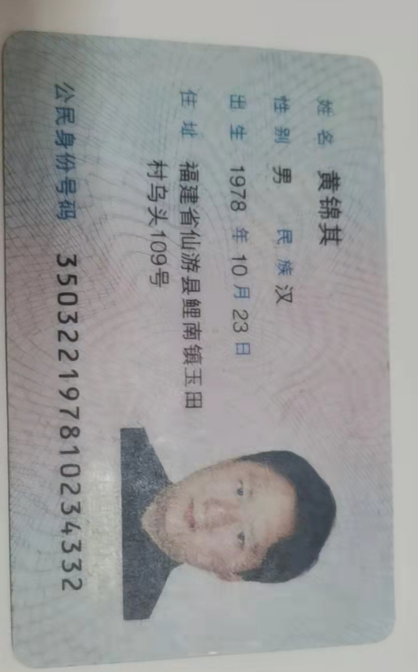 姓名 黄锦其
性别 男 民族 汉
出生 1978 年 10 月 23 日
住址 福建省仙游县鲤南镇玉田
村乌头109号
公民身份号码 350322197810234332